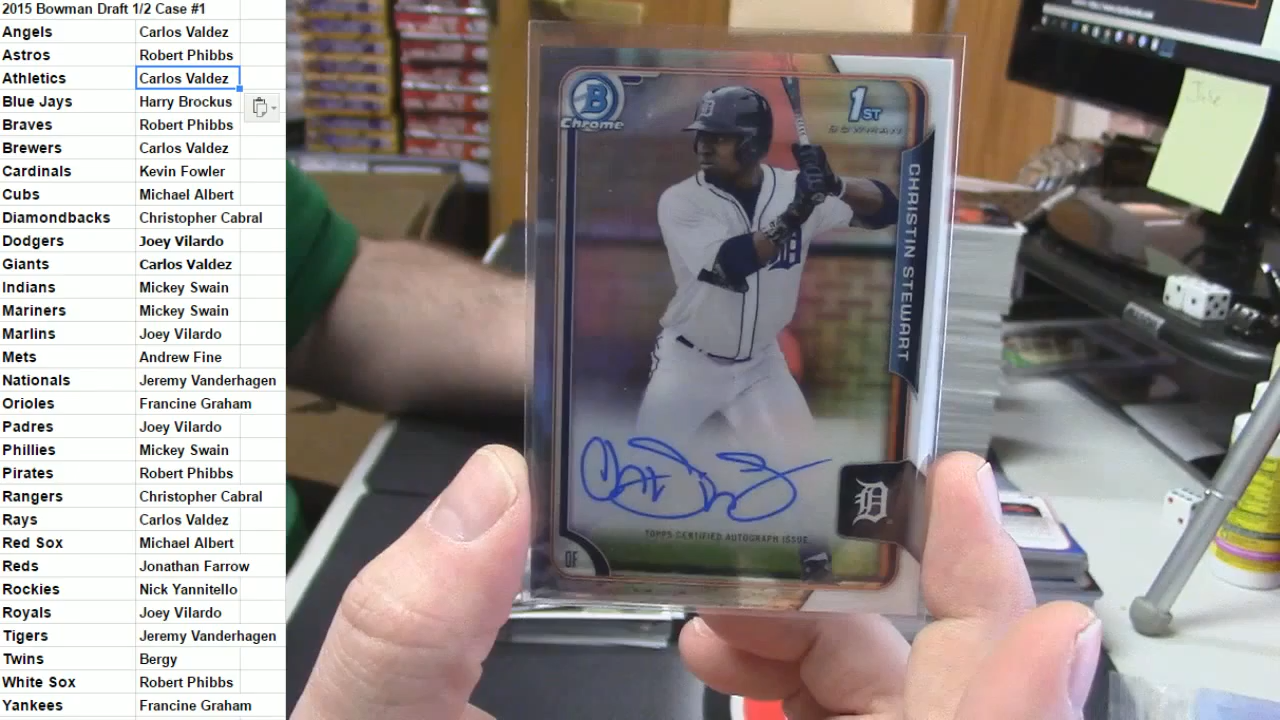 2015 Bowman Draft 1/2 Case #1
Angels Carlos Valdez
Astros Robert Phibbs
Athletics Carlos Valdez
Blue Jays Harry Brockus
Braves Robert Phibbs
Brewers Carlos Valdez
Cardinals Kevin Fowler
Cubs Michael Albert
Diamondbacks Christopher Cabral
Dodgers Joey Vilardo
Giants Carlos Valdez
Indians Mickey Swain
Mariners Mickey Swain
Marlins Joey Vilardo
Mets Andrew Fine
Nationals Jeremy Vanderhagen
Orioles Francine Graham
Padres Joey Vilardo
Phillies Mickey Swain
Pirates Robert Phibbs
Rangers Christopher Cabral
Rays Carlos Valdez
Red Sox Michael Albert
Reds Jonathan Farrow
Rockies Nick Yannitello
Royals Joey Vilardo
Tigers Jeremy Vanderhagen
Twins Bergy
White Sox Robert Phibbs
Yankees Francine Graham
B
Chrome
1ST
BOWMAN
CHRISTIN STEWART
D
TOPPS CERTIFIED AUTOGRAPH ISSUE
OF